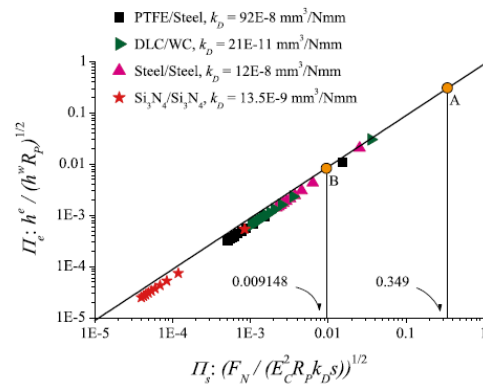 PTFE/Steel, k_D = 92E-8 mm³/Nmm
DLC/WC, k_D = 21E-11 mm³/Nmm
Steel/Steel, k_D = 12E-8 mm³/Nmm
Si₃N₄/Si₃N₄, k_D = 13.5E-9 mm³/Nmm
1
0.1
0.01
1E-3
1E-4
1E-5
Π_e: h^e / (h^w R_P)^1/2
A
B
0.009148
0.349
1E-5 1E-4 1E-3 0.01 0.1 1
Π_s: (F_N / (E_C² R_P k_D s))^1/2